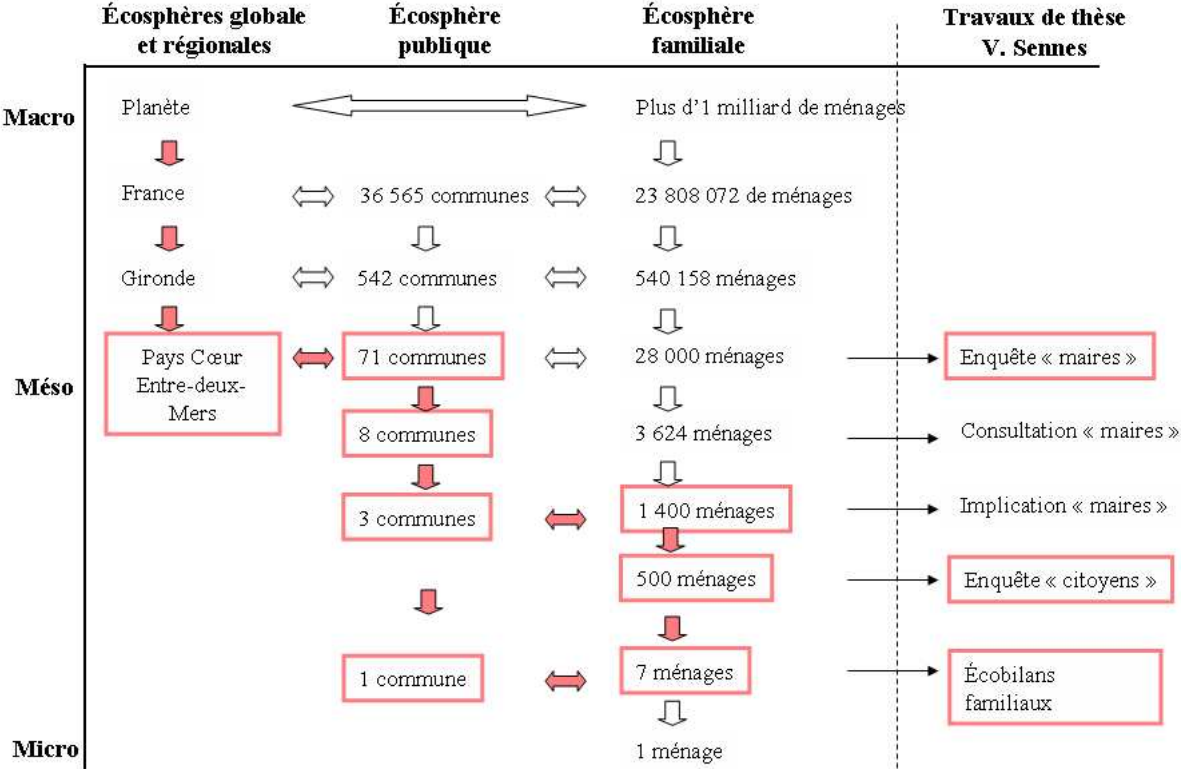 Écosphères globale
et régionales
Écosphère
publique
Écosphère
familiale
Travaux de thèse
V. Sennes
Macro
Planète
Plus d’1 milliard de ménages
France
36 565 communes
23 808 072 de ménages
Gironde
542 communes
540 158 ménages
Méso
Pays Cœur
Entre-deux-
Mers
71 communes
28 000 ménages
Enquête « maires »
8 communes
3 624 ménages
Consultation « maires »
3 communes
1 400 ménages
Implication « maires »
500 ménages
Enquête « citoyens »
1 commune
7 ménages
Écobilans
familiaux
Micro
1 ménage